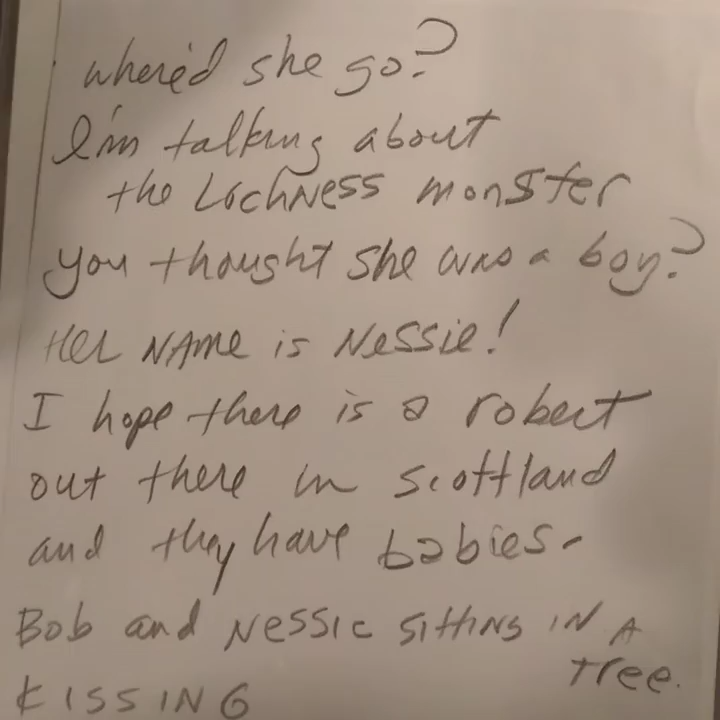 where'd she go?
I'm talking about
the LochNESS monster
you thought she was a boy?
Her NAME is Nessie!
I hope there is a robert
out there in Scottland
and they have babies-
Bob and NESSIE SITTING IN A
Tree.
KISSING